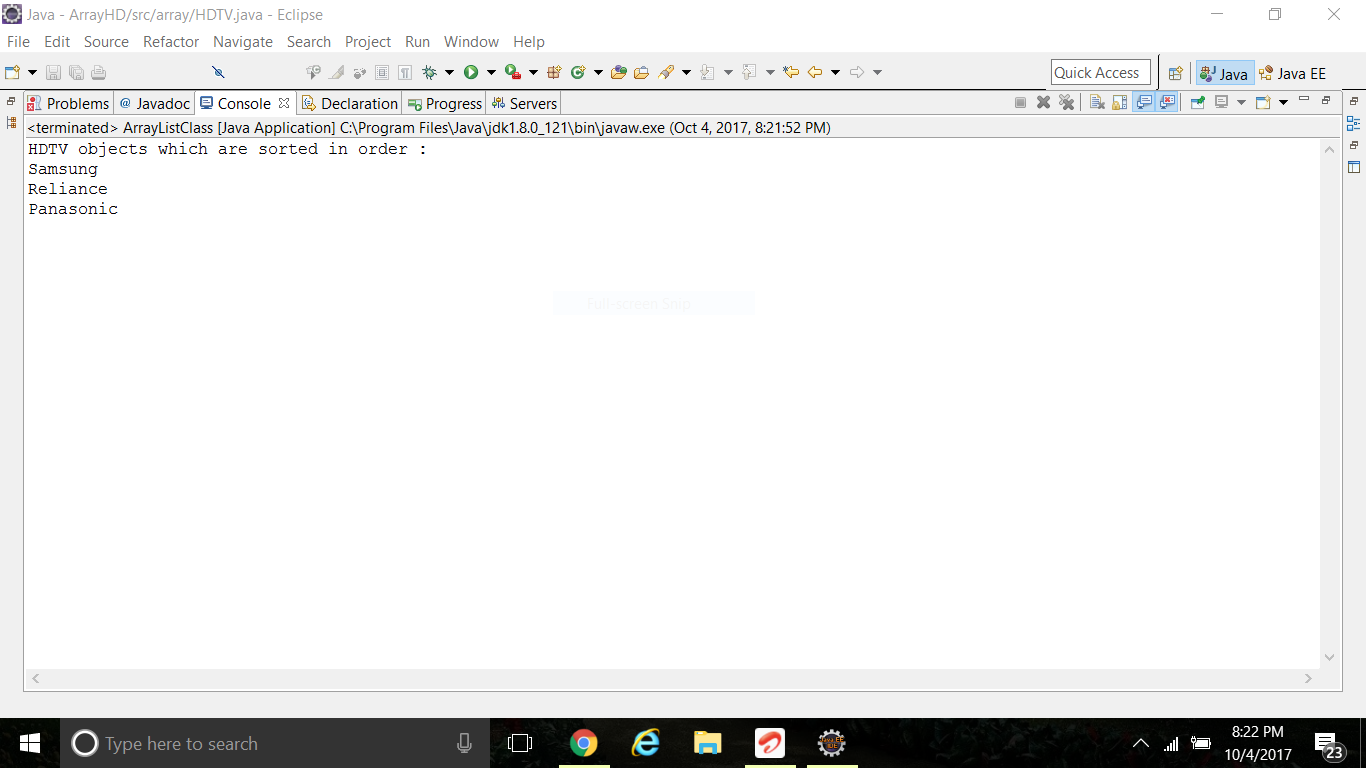 Java - ArrayHD/src/array/HDTV.java - Eclipse
File Edit Source Refactor Navigate Search Project Run Window Help
Quick Access Java Java EE
Problems @ Javadoc Console Declaration Progress Servers
<terminated> ArrayListClass [Java Application] C:\Program Files\Java\jdk1.8.0_121\bin\javaw.exe (Oct 4, 2017, 8:21:52 PM)
HDTV objects which are sorted in order :
Samsung
Reliance
Panasonic
Full-screen Snip
Type here to search
8:22 PM
10/4/2017
23